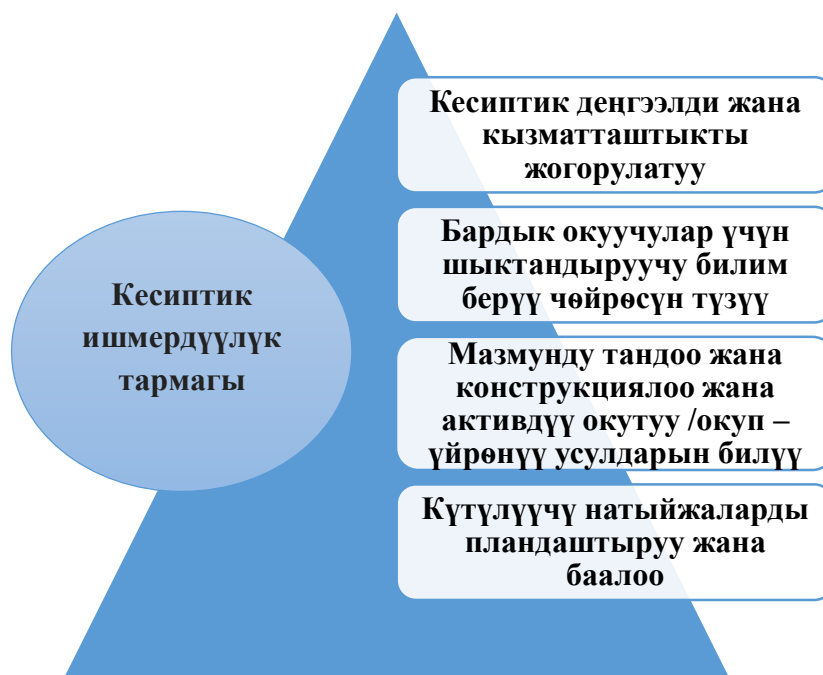 Кесиптик
ишмердүүлүк
тармагы
Кесиптик деңгээлди жана
кызматташтыкты
жогорулатуу
Бардык окуучулар үчүн
шыктандыруучу билим
берүү чөйрөсүн түзүү
Мазмунду тандоо жана
конструкциялоо жана
активдүү окутуу /окуп –
үйрөнүү усулдарын билүү
Күтүлүүчү натыйжаларды
пландаштыруу жана
баалоо